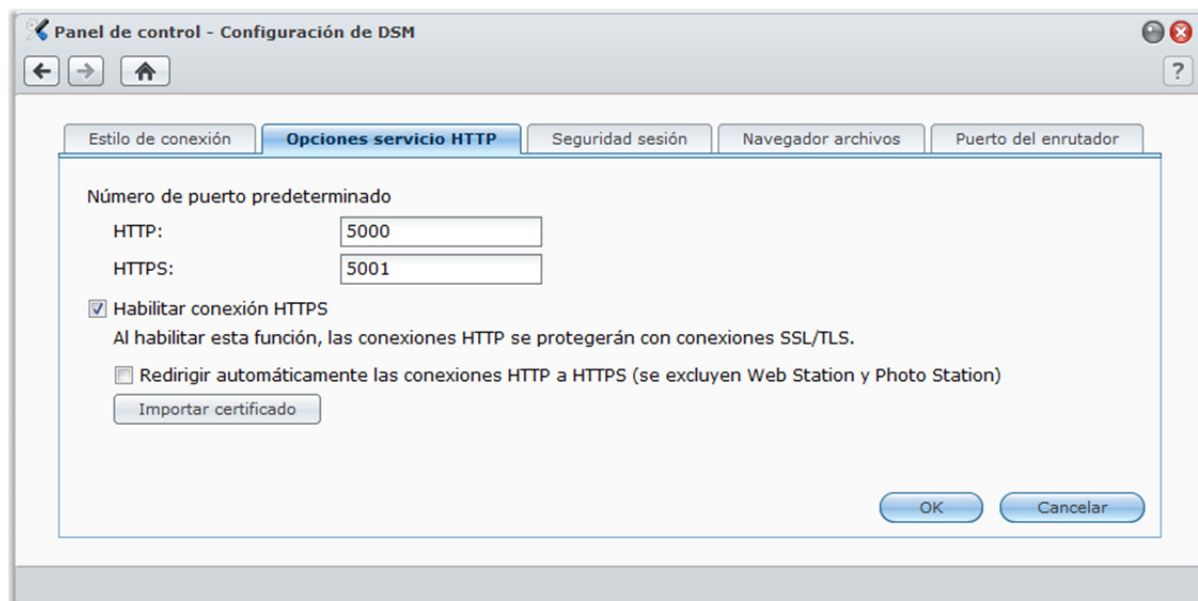 Panel de control - Configuración de DSM
?
Estilo de conexión
Opciones servicio HTTP
Seguridad sesión
Navegador archivos
Puerto del enrutador
Número de puerto predeterminado
HTTP: 5000
HTTPS: 5001
Habilitar conexión HTTPS
Al habilitar esta función, las conexiones HTTP se protegerán con conexiones SSL/TLS.
Redirigir automáticamente las conexiones HTTP a HTTPS (se excluyen Web Station y Photo Station)
Importar certificado
OK
Cancelar